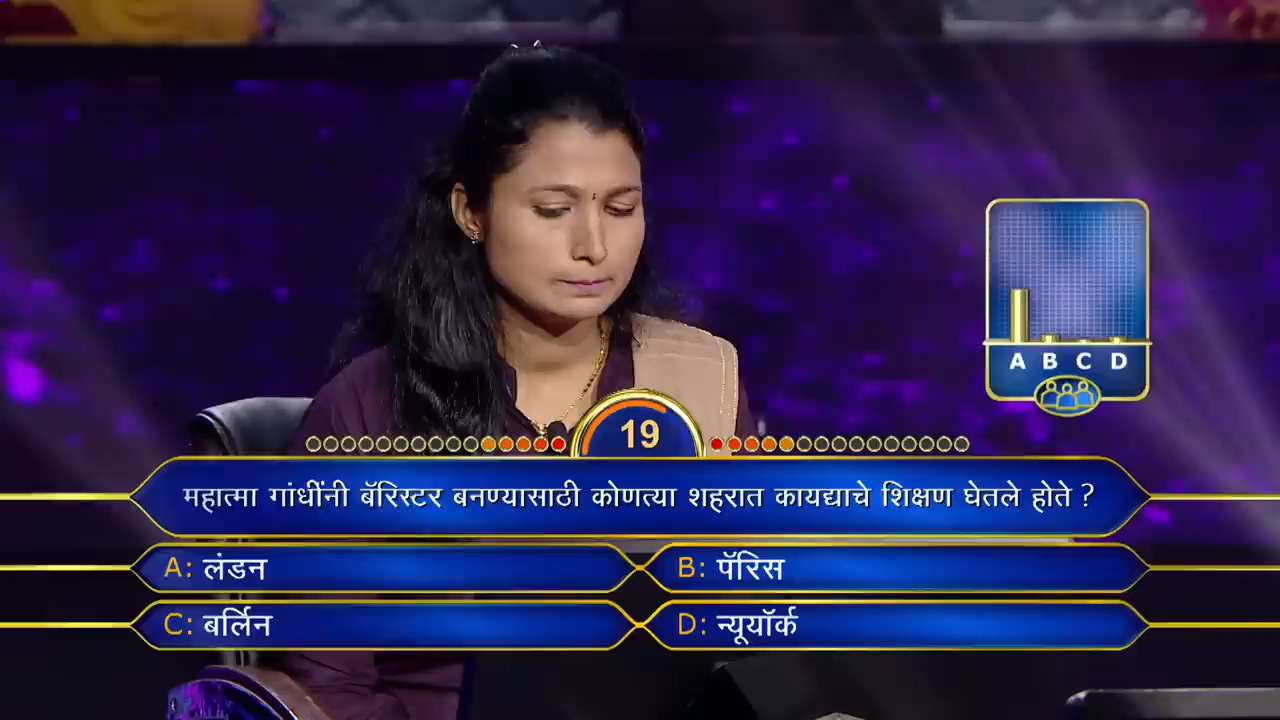 A B C D
19
महात्मा गांधींनी बॅरिस्टर बनण्यासाठी कोणत्या शहरात कायद्याचे शिक्षण घेतले होते ?
A: लंडन
B: पॅरिस
C: बर्लिन
D: न्यूयॉर्क